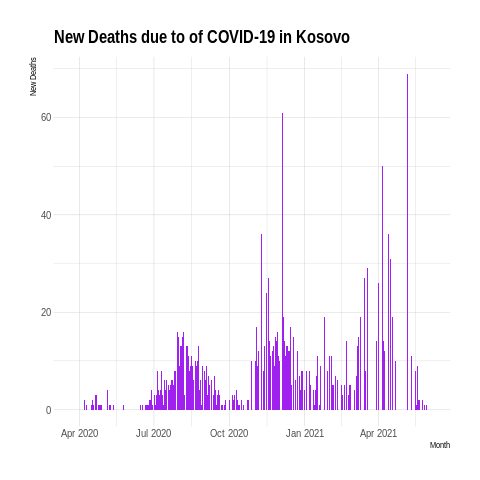 New Deaths due to of COVID-19 in Kosovo
New Deaths
60
40
20
0
Apr 2020 Jul 2020 Oct 2020 Jan 2021 Apr 2021
Month